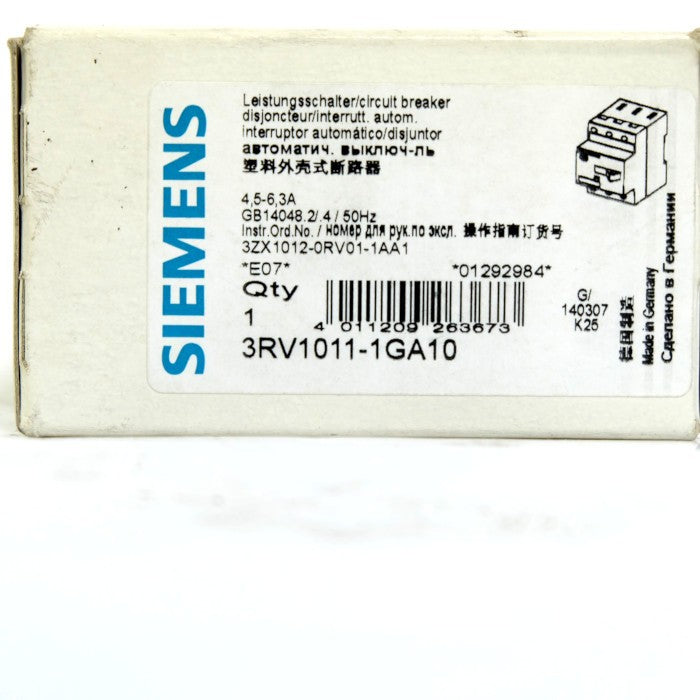 SIEMENS
Leistungsschalter/circuit breaker
disjoncteur/interrutt. autom.
interruptor automático/disjuntor
автоматич. выключ-ль
塑料外壳式断路器
4,5-6,3A
GB14048.2/.4 / 50Hz
Instr.Ord.No. / номер для рук.по экспл. 操作指南订货号
3ZX1012-0RV01-1AA1
*E07* *01292984*
Qty
1
4 011209 263673
3RV1011-1GA10
G/
140307
K25
德国制造
Made in Germany
Сделано в Германии